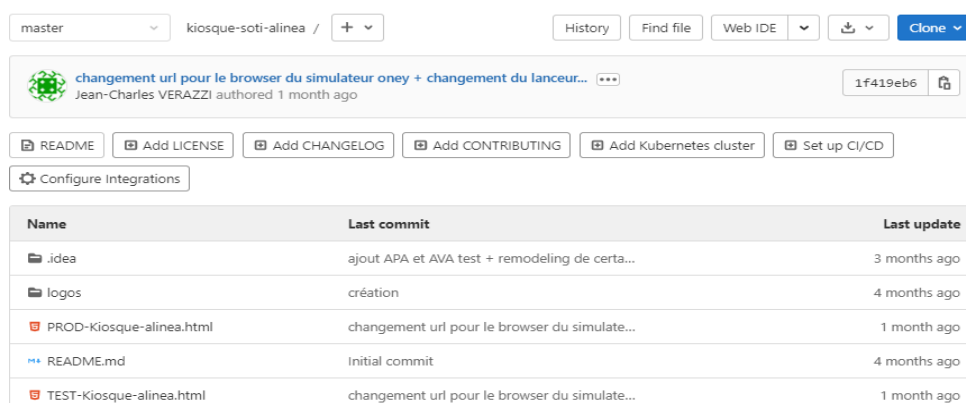 master kiosque-soti-alinea / + History Find file Web IDE Clone
changement url pour le browser du simulateur oney + changement du lanceur... ...
Jean-Charles VERAZZI authored 1 month ago
1f419eb6
README Add LICENSE Add CHANGELOG Add CONTRIBUTING Add Kubernetes cluster Set up CI/CD
Configure Integrations
Name Last commit Last update
.idea ajout APA et AVA test + remodeling de certa... 3 months ago
logos création 4 months ago
PROD-Kiosque-alinea.html changement url pour le browser du simulate... 1 month ago
README.md Initial commit 4 months ago
TEST-Kiosque-alinea.html changement url pour le browser du simulate... 1 month ago